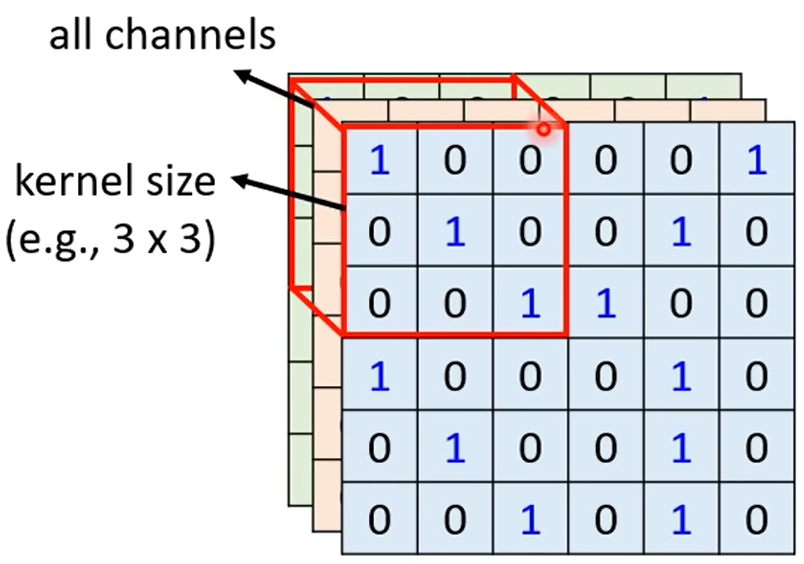 all channels
kernel size
(e.g., 3 x 3)
1 0 0 0 0 1
0 1 0 0 1 0
0 0 1 1 0 0
1 0 0 0 1 0
0 1 0 0 1 0
0 0 1 0 1 0